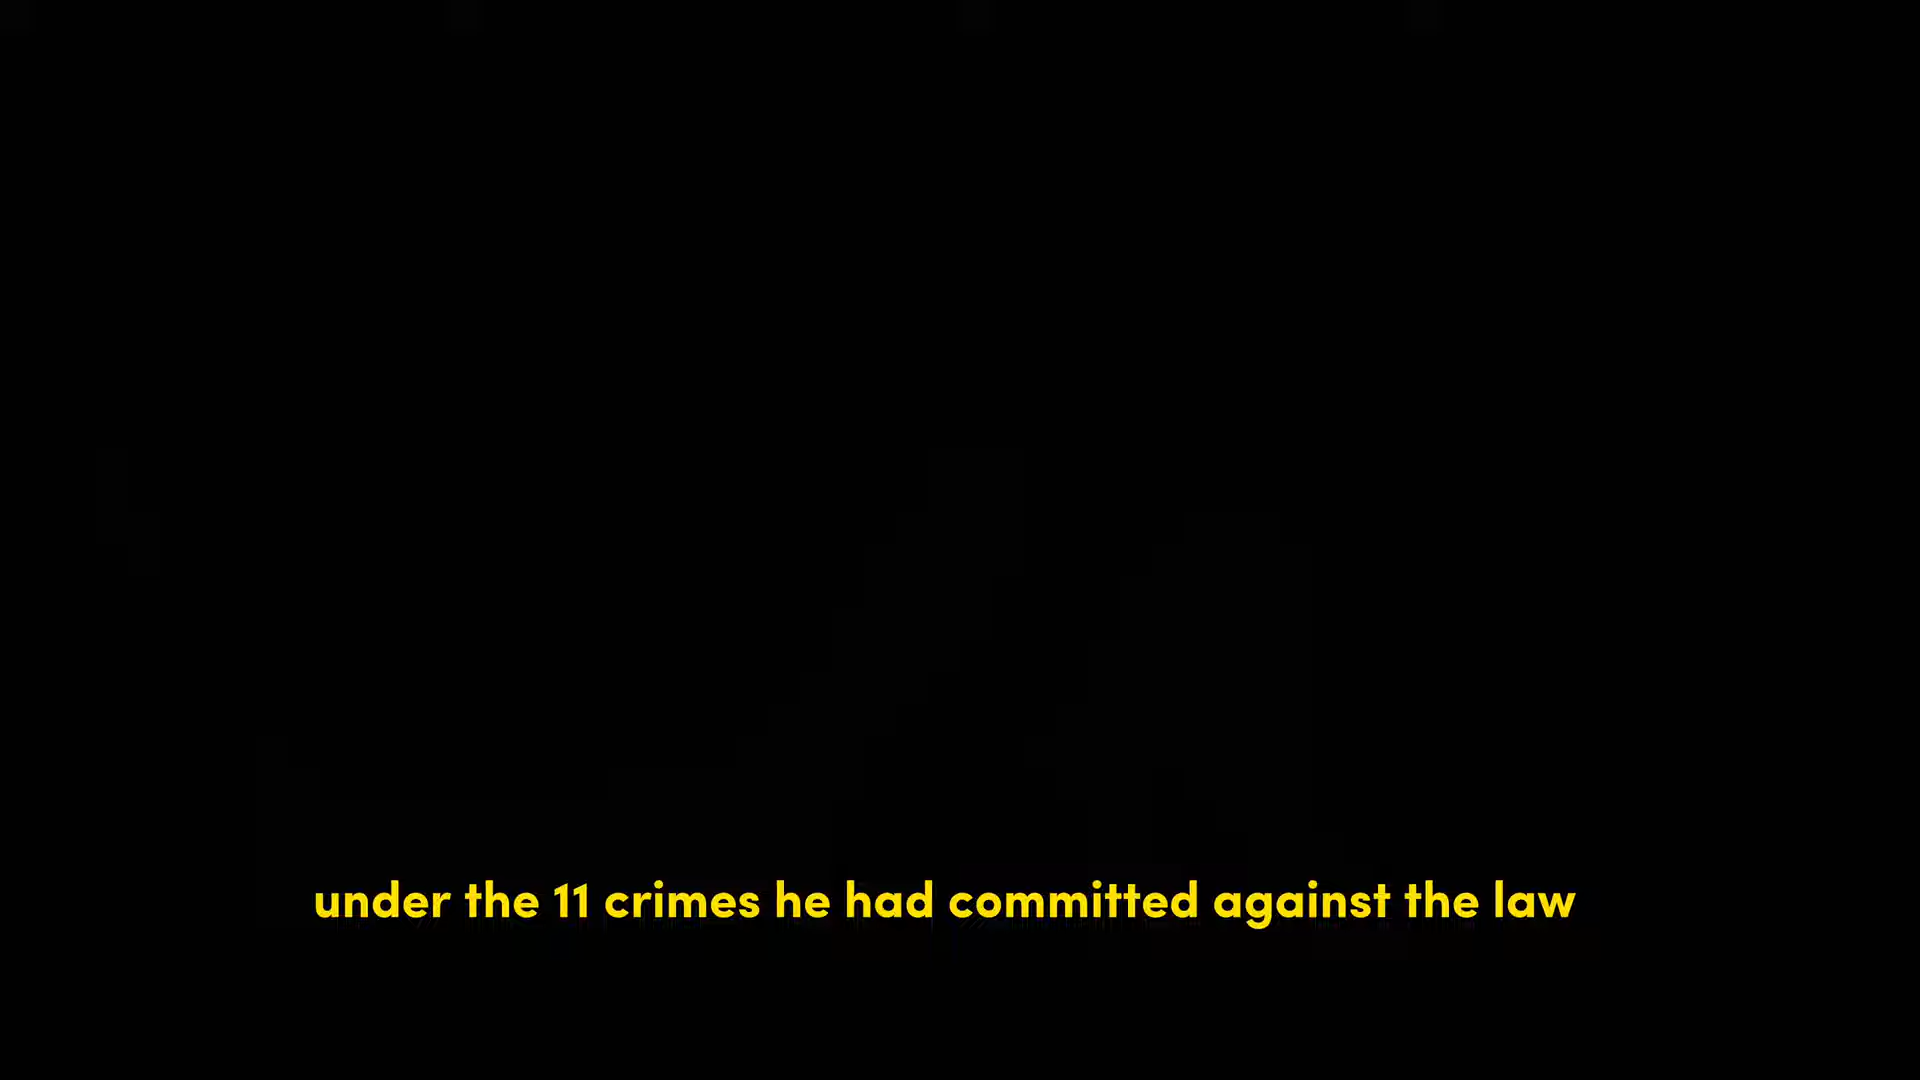 under the 11 crimes he had committed against the law